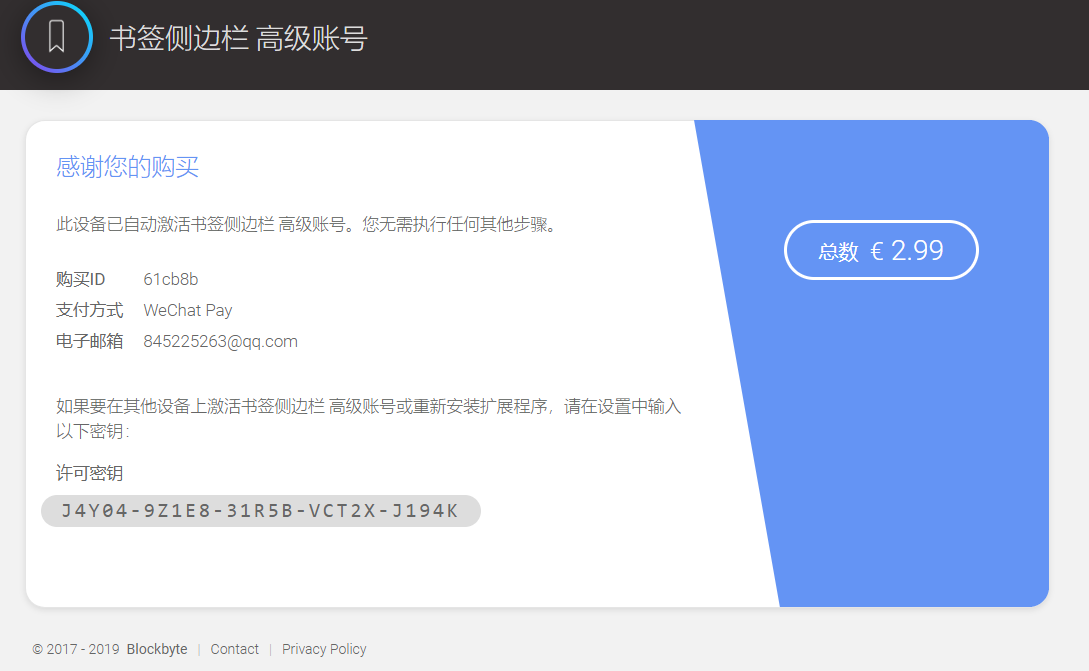 书签侧边栏 高级账号
感谢您的购买
此设备已自动激活书签侧边栏 高级账号。您无需执行任何其他步骤。
总数 € 2.99
购买ID 61cb8b
支付方式 WeChat Pay
电子邮箱 845225263@qq.com
如果要在其他设备上激活书签侧边栏 高级账号或重新安装扩展程序，请在设置中输入
以下密钥：
许可密钥
J4Y04-9Z1E8-31R5B-VCT2X-J194K
© 2017 - 2019 Blockbyte | Contact | Privacy Policy